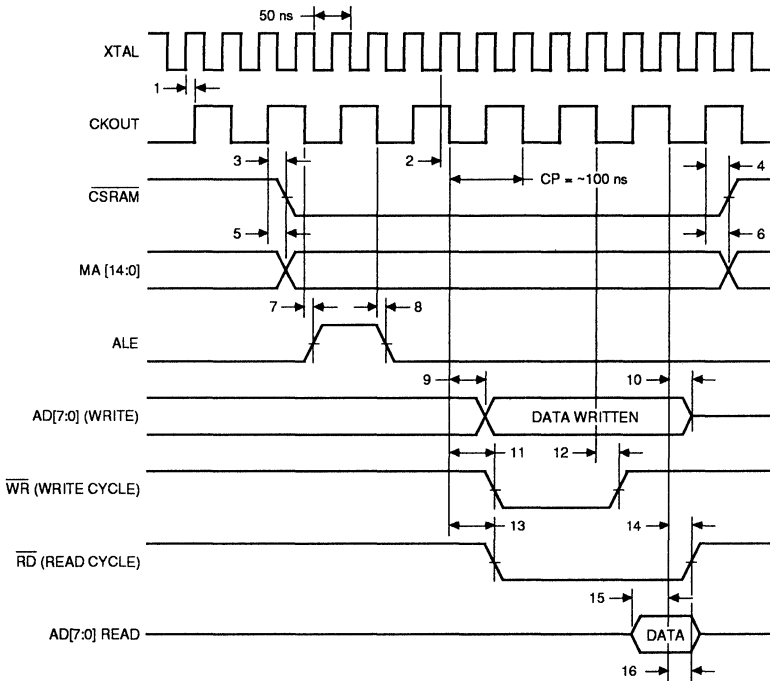 50 ns
XTAL
1
CKOUT
3
2
4
CP = ~100 ns
CSRAM
5
6
MA [14:0]
7
8
ALE
9
10
AD[7:0] (WRITE)
DATA WRITTEN
11
12
WR (WRITE CYCLE)
13
14
RD (READ CYCLE)
15
AD[7:0] READ
DATA
16